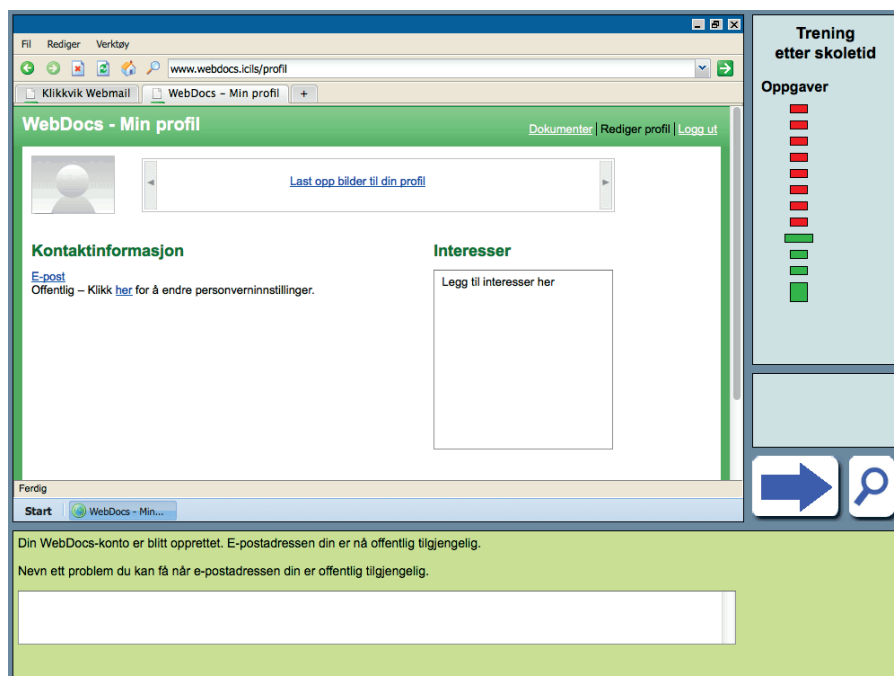 Fil Rediger Verktøy
www.webdocs.icils/profil
Klikkvik Webmail WebDocs – Min profil +
WebDocs - Min profil
Dokumenter | Rediger profil | Logg ut
Last opp bilder til din profil
Kontaktinformasjon
E-post
Offentlig – Klikk her for å endre personverninnstillinger.
Interesser
Legg til interesser her
Ferdig
Start WebDocs - Min...
Trening
etter skoletid
Oppgaver
Din WebDocs-konto er blitt opprettet. E-postadressen din er nå offentlig tilgjengelig.
Nevn ett problem du kan få når e-postadressen din er offentlig tilgjengelig.